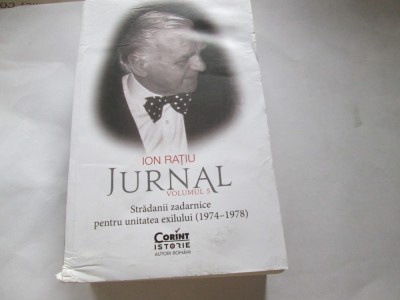 ION RAȚIU
JURNAL
VOLUMUL 5
Strădanii zadarnice
pentru unitatea exilului (1974–1978)
CORINT
ISTORIE
AUTORI ROMÂNI